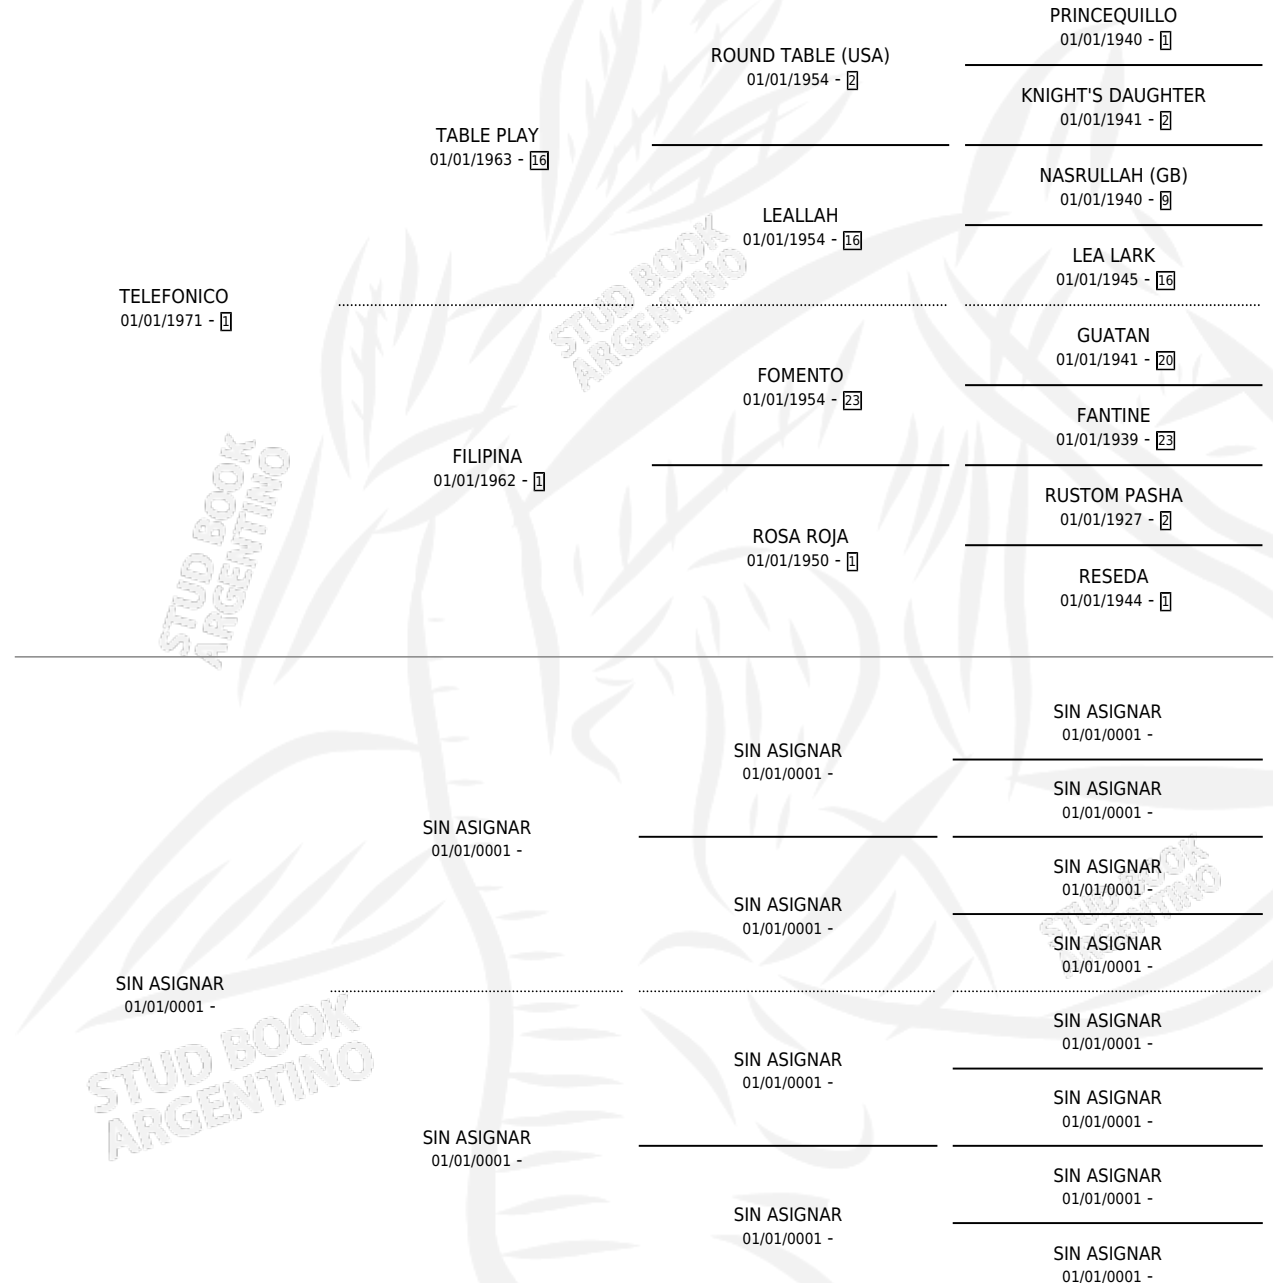 PRINCEQUILLO
01/01/1940 - 1
ROUND TABLE (USA)
01/01/1954 - 2
KNIGHT'S DAUGHTER
01/01/1941 - 2
TABLE PLAY
01/01/1963 - 16
NASRULLAH (GB)
01/01/1940 - 9
LEALLAH
01/01/1954 - 16
LEA LARK
01/01/1945 - 16
TELEFONICO
01/01/1971 - 1
GUATAN
01/01/1941 - 20
FOMENTO
01/01/1954 - 23
FANTINE
01/01/1939 - 23
FILIPINA
01/01/1962 - 1
RUSTOM PASHA
01/01/1927 - 2
ROSA ROJA
01/01/1950 - 1
RESEDA
01/01/1944 - 1
STUD BOOK
ARGENTINO
STUD BOOK
ARGENTINO
SIN ASIGNAR
01/01/0001 -
SIN ASIGNAR
01/01/0001 -
SIN ASIGNAR
01/01/0001 -
SIN ASIGNAR
01/01/0001 -
SIN ASIGNAR
01/01/0001 -
SIN ASIGNAR
01/01/0001 -
SIN ASIGNAR
01/01/0001 -
SIN ASIGNAR
01/01/0001 -
SIN ASIGNAR
01/01/0001 -
SIN ASIGNAR
01/01/0001 -
SIN ASIGNAR
01/01/0001 -
SIN ASIGNAR
01/01/0001 -
SIN ASIGNAR
01/01/0001 -
SIN ASIGNAR
01/01/0001 -
SIN ASIGNAR
01/01/0001 -
STUD BOOK
ARGENTINO
STUD BOOK
ARGENTINO